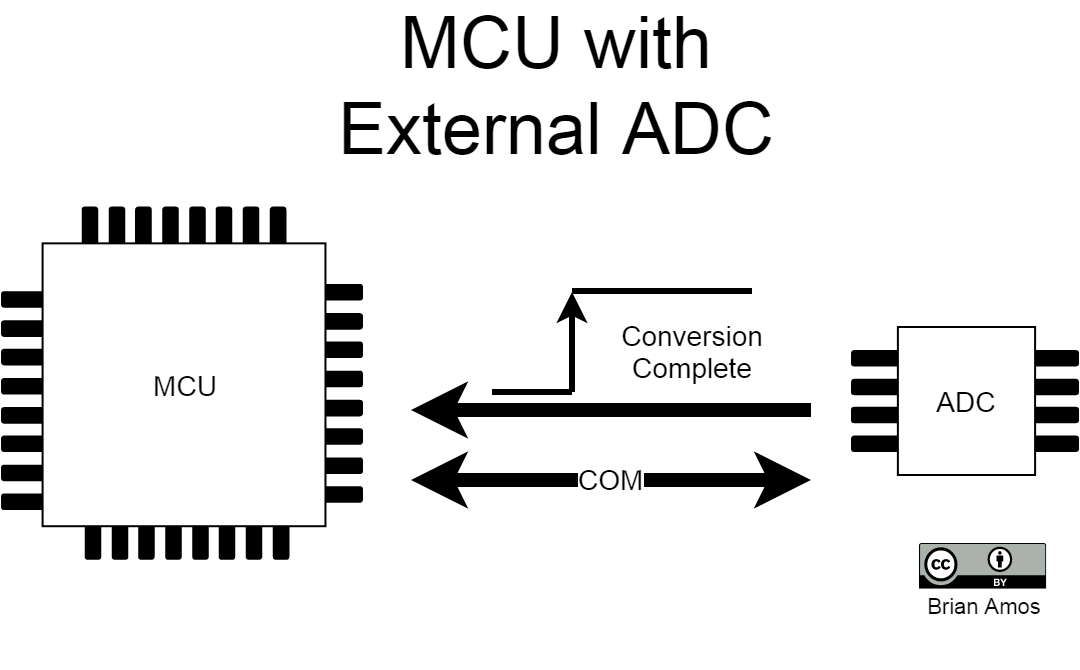 MCU with
External ADC
MCU
Conversion
Complete
ADC
COM
cc
BY
Brian Amos